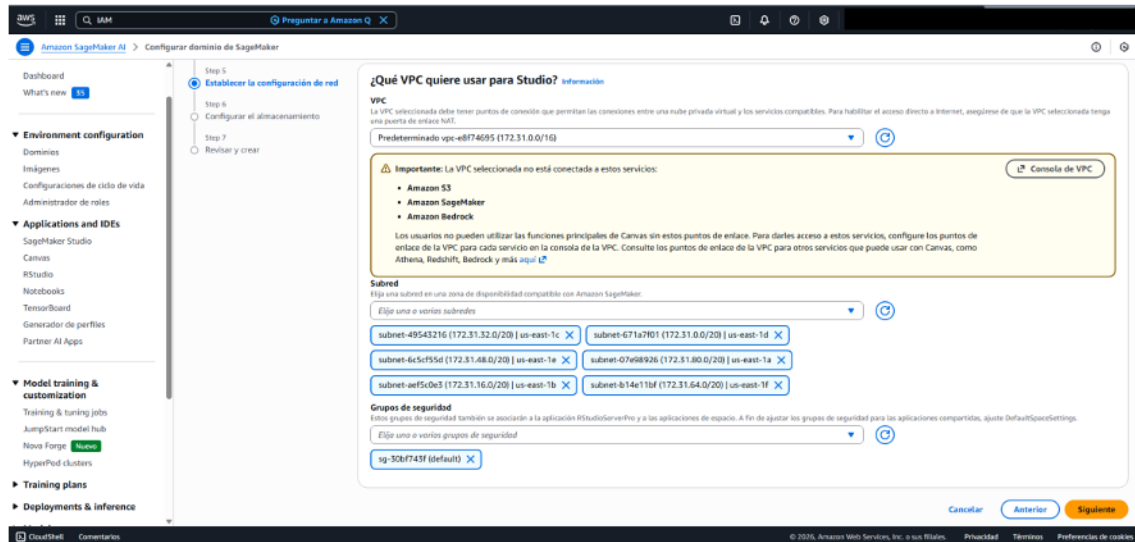 aws
IAM
Preguntar a Amazon Q
Amazon SageMaker AI > Configurar dominio de SageMaker
Dashboard
What's new 35
Environment configuration
Dominios
Imágenes
Configuraciones de ciclo de vida
Administrador de roles
Applications and IDEs
SageMaker Studio
Canvas
RStudio
Notebooks
TensorBoard
Generador de perfiles
Partner AI Apps
Model training &
customization
Training & tuning jobs
JumpStart model hub
Nova Forge Nuevo
HyperPod clusters
Training plans
Deployments & inference
Step 5
Establecer la configuración de red
Step 6
Configurar el almacenamiento
Step 7
Revisar y crear
¿Qué VPC quiere usar para Studio? Información
VPC
La VPC seleccionada debe tener puntos de conexión que permitan las conexiones entre una nube privada virtual y los servicios compatibles. Para habilitar el acceso directo a Internet, asegúrese de que la VPC seleccionada tenga
una puerta de enlace NAT.
Predeterminado vpc-e8f74695 (172.31.0.0/16)
Importante: La VPC seleccionada no está conectada a estos servicios:
Consola de VPC
• Amazon S3
• Amazon SageMaker
• Amazon Bedrock
Los usuarios no pueden utilizar las funciones principales de Canvas sin estos puntos de enlace. Para darles acceso a estos servicios, configure los puntos de
enlace de la VPC para cada servicio en la consola de la VPC. Consulte los puntos de enlace de la VPC para otros servicios que puede usar con Canvas, como
Athena, Redshift, Bedrock y más aquí
Subred
Elija una subred en una zona de disponibilidad compatible con Amazon SageMaker.
Elija una o varias subredes
subnet-49543216 (172.31.32.0/20) | us-east-1c
subnet-671a7f01 (172.31.0.0/20) | us-east-1d
subnet-6c5cf55d (172.31.48.0/20) | us-east-1e
subnet-07e98926 (172.31.80.0/20) | us-east-1a
subnet-aef5c0e3 (172.31.16.0/20) | us-east-1b
subnet-b14e11bf (172.31.64.0/20) | us-east-1f
Grupos de seguridad
Estos grupos de seguridad también se asociarán a la aplicación RStudioServerPro y a las aplicaciones de espacio. A fin de ajustar los grupos de seguridad para las aplicaciones compartidas, ajuste DefaultSpaceSettings.
Elija una o varios grupos de seguridad
sg-30bf743f (default)
Cancelar
Anterior
Siguiente
CloudShell
Comentarios
© 2026, Amazon Web Services, Inc. o sus filiales.
Privacidad
Términos
Preferencias de cookies